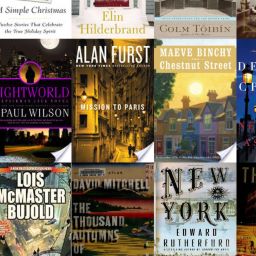 A Simple Christmas
Twelve Stories That Celebrate
the True Holiday Spirit
Elin
Hilderbrand
COLM TÓIBÍN
NIGHTWORLD
PAUL WILSON
ALAN FURST
MISSION TO PARIS
MAEVE BINCHY
Chestnut Street
DE
LOIS
McMASTER
BUJOLD
DAVID MITCHELL
THE
THOUSAND
AUTUMNS
OF
NEW
YORK
EDWARD
RUTHERFURD